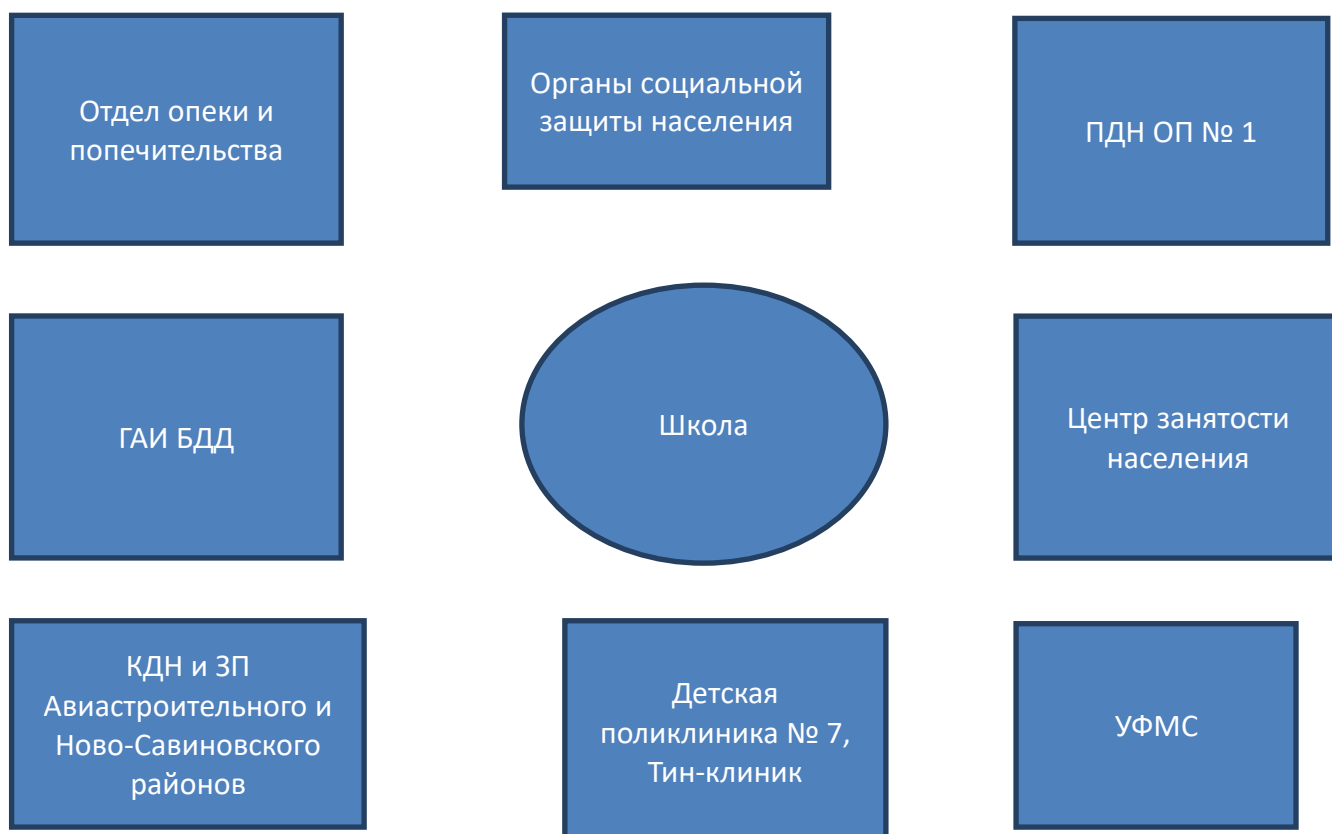 Отдел опеки и
попечительства
Органы социальной
защиты населения
ПДН ОП № 1
ГАИ БДД
Школа
Центр занятости
населения
КДН и ЗП
Авиастроительного и
Ново-Савиновского
районов
Детская
поликлиника № 7,
Тин-клиник
УФМС